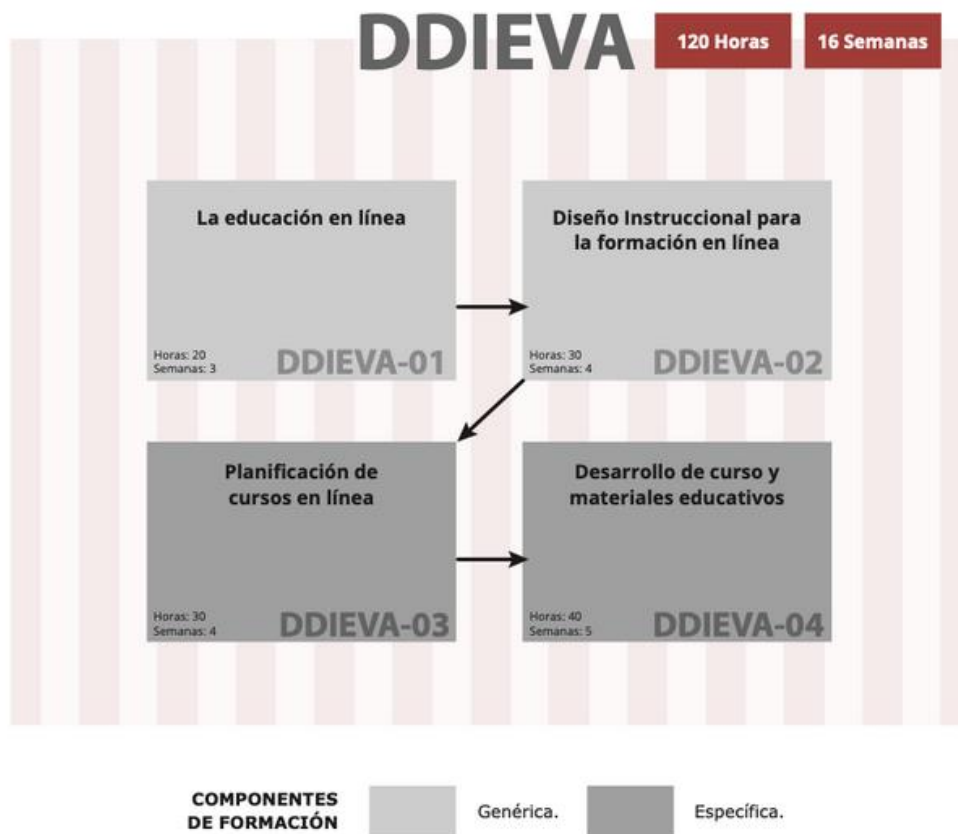 DDIEVA
120 Horas
16 Semanas
La educación en línea
Horas: 20
Semanas: 3
DDIEVA-01
Diseño Instruccional para
la formación en línea
Horas: 30
Semanas: 4
DDIEVA-02
Planificación de
cursos en línea
Horas: 30
Semanas: 4
DDIEVA-03
Desarrollo de curso y
materiales educativos
Horas: 40
Semanas: 5
DDIEVA-04
COMPONENTES
DE FORMACIÓN
Genérica.
Específica.